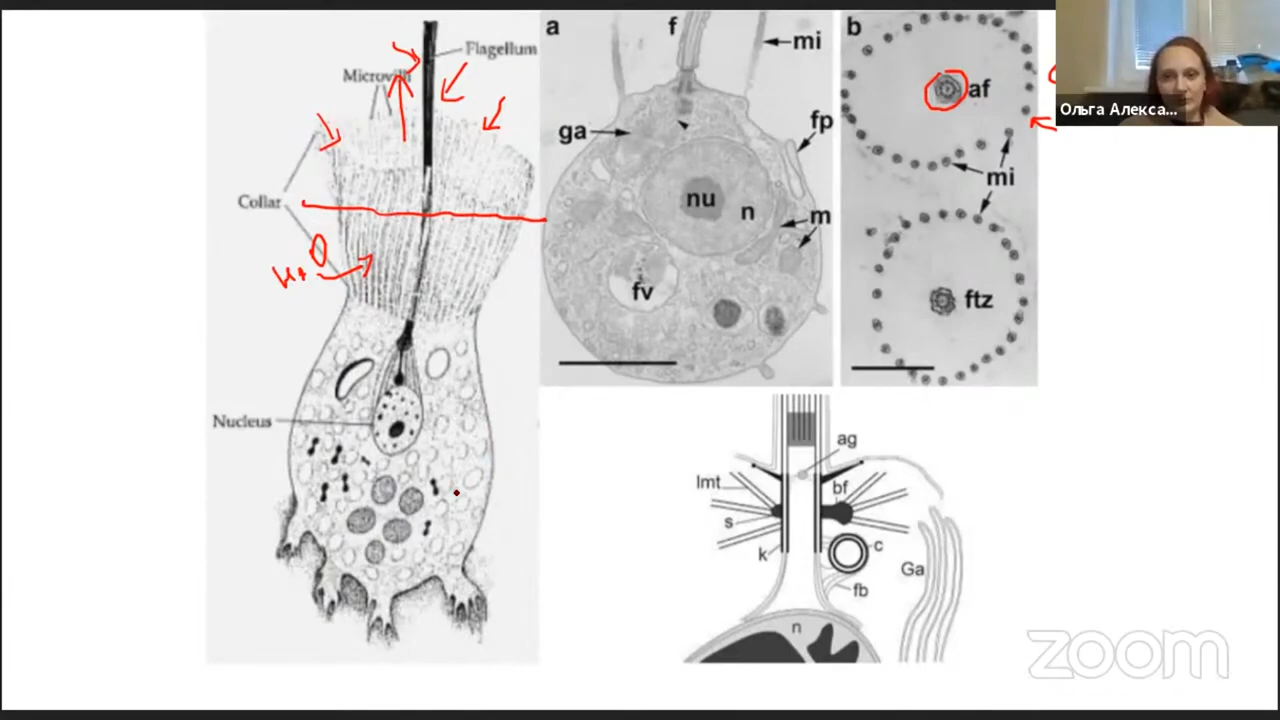 Flagellum
Microvilli
Collar
Nucleus
a
f
mi
ga
fp
nu
n
m
fv
b
af
mi
ftz
ag
lmt
bf
s
k
c
Ga
fb
n
Ольга Алекса...
zoom